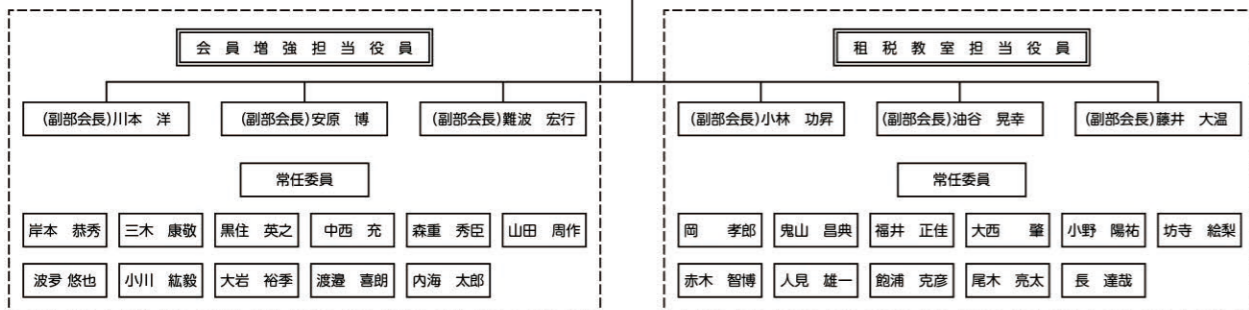 会員増強担当役員
(副部会長)川本 洋
(副部会長)安原 博
(副部会長)難波 宏行
常任委員
岸本 恭秀
三木 康敬
黒住 英之
中西 充
森重 秀臣
山田 周作
波夛 悠也
小川 紘毅
大岩 裕季
渡邉 喜朗
内海 太郎
租税教室担当役員
(副部会長)小林 功昇
(副部会長)油谷 晃幸
(副部会長)藤井 大温
常任委員
岡 孝郎
鬼山 昌典
福井 正佳
大西 肇
小野 陽祐
坊寺 絵梨
赤木 智博
人見 雄一
飽浦 克彦
尾木 亮太
長 達哉